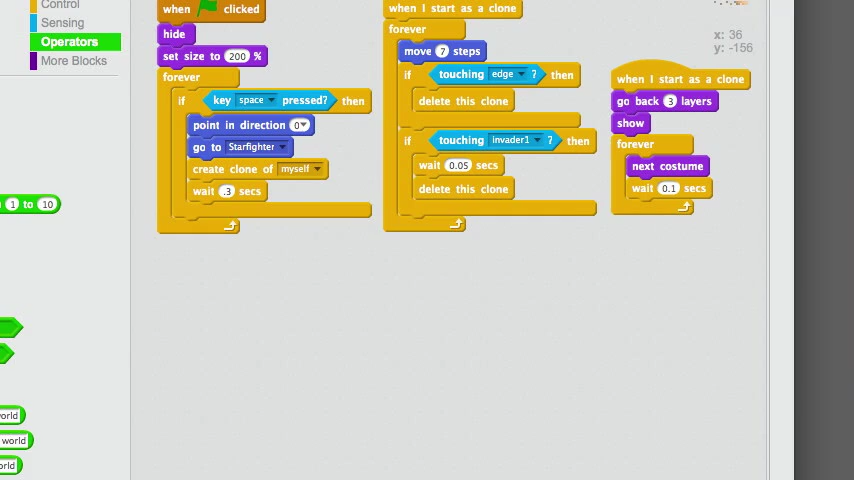 Control
Sensing
Operators
More Blocks
1 to 10
world
world
world
when clicked
hide
set size to 200 %
forever
if key space pressed? then
point in direction 0
go to Starfighter
create clone of myself
wait .3 secs
when I start as a clone
forever
move 7 steps
if touching edge ? then
delete this clone
if touching invader1 ? then
wait 0.05 secs
delete this clone
x: 36
y: -156
when I start as a clone
go back 3 layers
show
forever
next costume
wait 0.1 secs